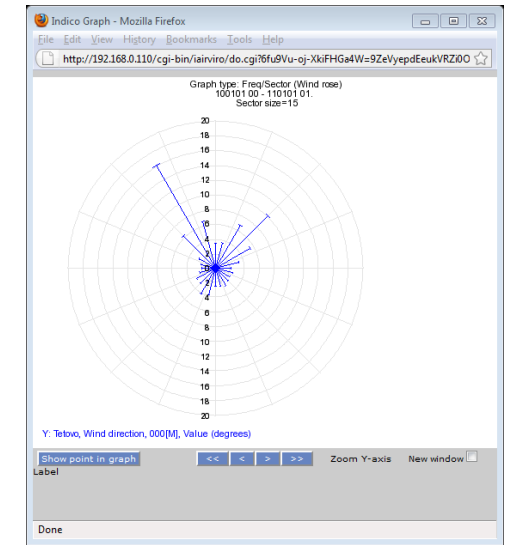 Indico Graph - Mozilla Firefox
File Edit View History Bookmarks Tools Help
http://192.168.0.110/cgi-bin/iairviro/do.cgi?6fu9Vu-oj-XkiFHGa4W=9ZeVyepdEeukVRZi0O
Graph type: Freq/Sector (Wind rose)
100101 00 - 110101 01.
Sector size=15
20
18
16
14
12
10
8
6
4
2
0
2
4
6
8
10
12
14
16
18
20
Y: Tetovo, Wind direction, 000[M], Value (degrees)
Show point in graph << < > >> Zoom Y-axis New window
Label
Done